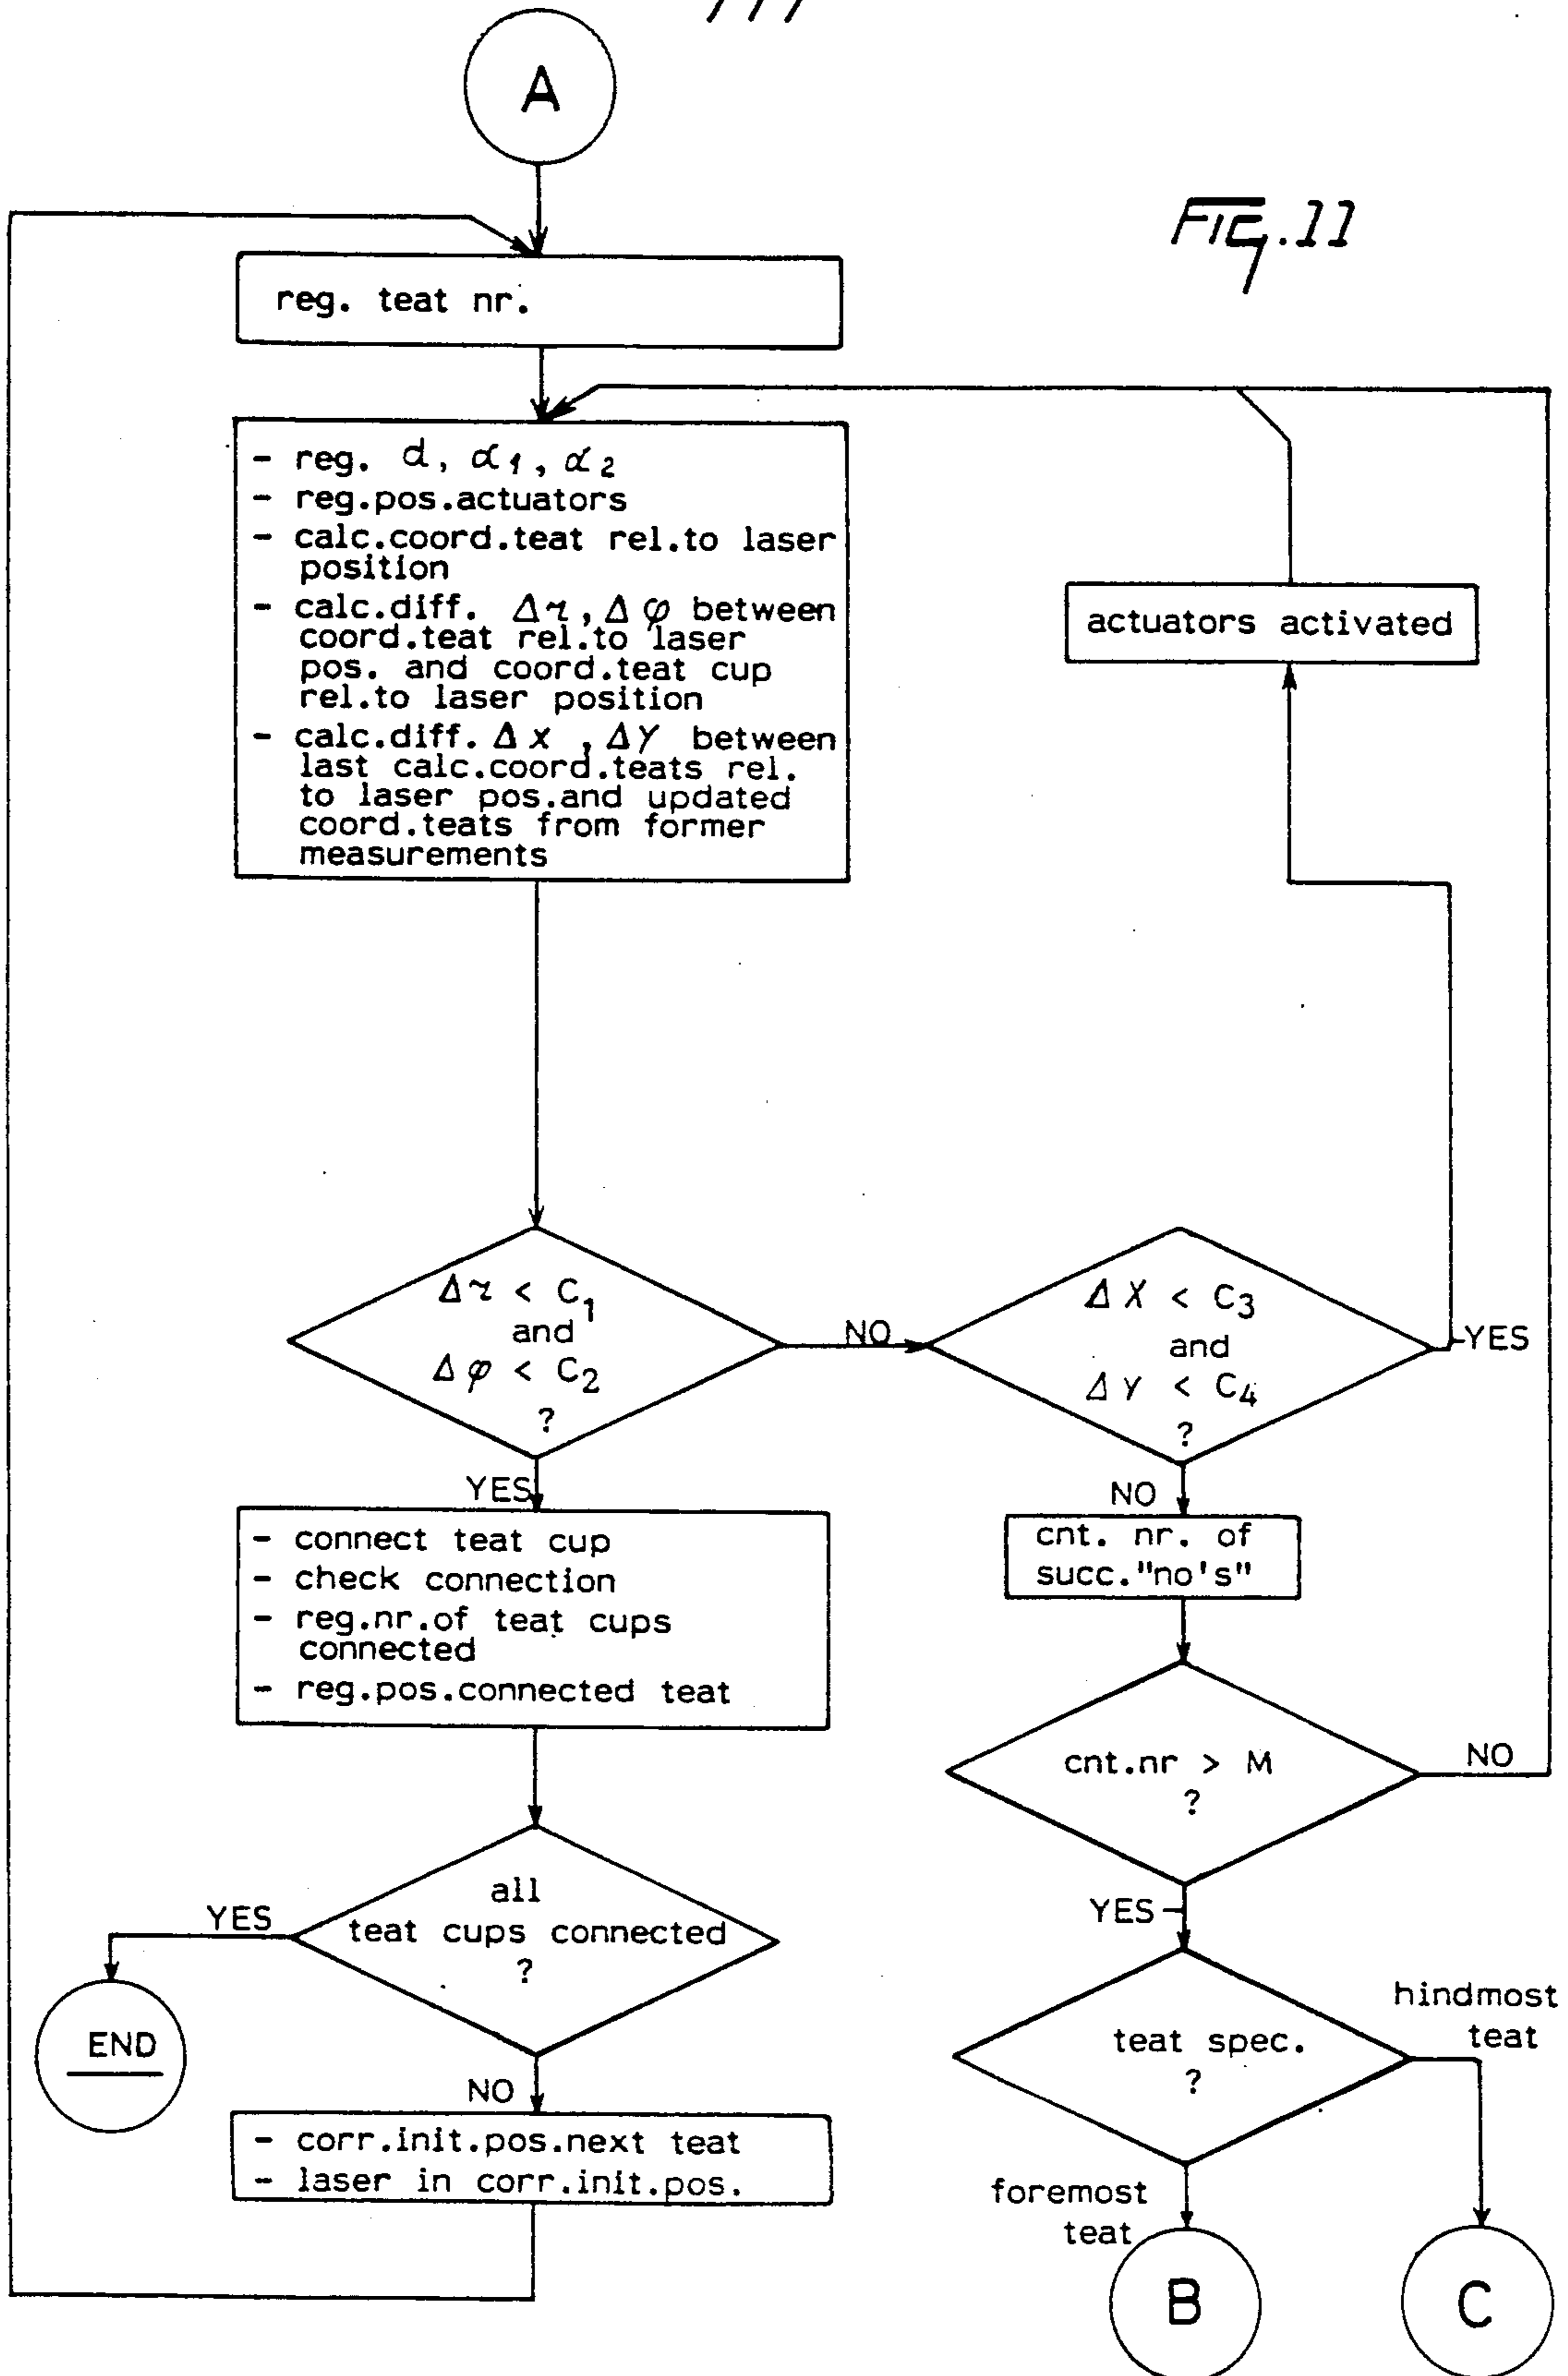 A
FIG.11
reg. teat nr.
- reg. d, α1, α2
- reg.pos.actuators
- calc.coord.teat rel.to laser
position
- calc.diff. Δr, Δφ between
coord.teat rel.to laser
pos. and coord.teat cup
rel.to laser position
- calc.diff. Δx, ΔY between
last calc.coord.teats rel.
to laser pos.and updated
coord.teats from former
measurements
actuators activated
Δr < C1
and
Δφ < C2
?
NO
ΔX < C3
and
ΔY < C4
?
YES
YES
- connect teat cup
- check connection
- reg.nr.of teat cups
connected
- reg.pos.connected teat
NO
cnt. nr. of
succ."no's"
cnt.nr > M
?
NO
YES
all
teat cups connected
?
YES
END
NO
- corr.init.pos.next teat
- laser in corr.init.pos.
teat spec.
?
hindmost
teat
foremost
teat
B
C